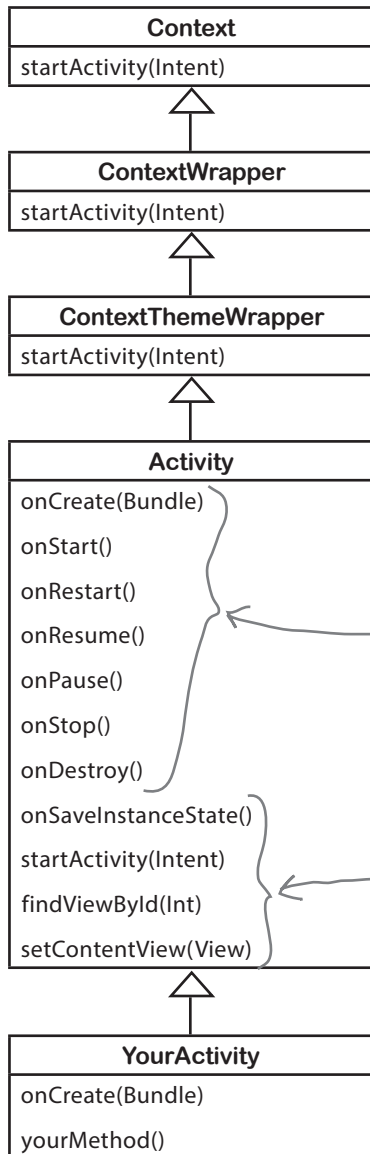 Context
startActivity(Intent)
ContextWrapper
startActivity(Intent)
ContextThemeWrapper
startActivity(Intent)
Activity
onCreate(Bundle)
onStart()
onRestart()
onResume()
onPause()
onStop()
onDestroy()
onSaveInstanceState()
startActivity(Intent)
findViewById(Int)
setContentView(View)
YourActivity
onCreate(Bundle)
yourMethod()